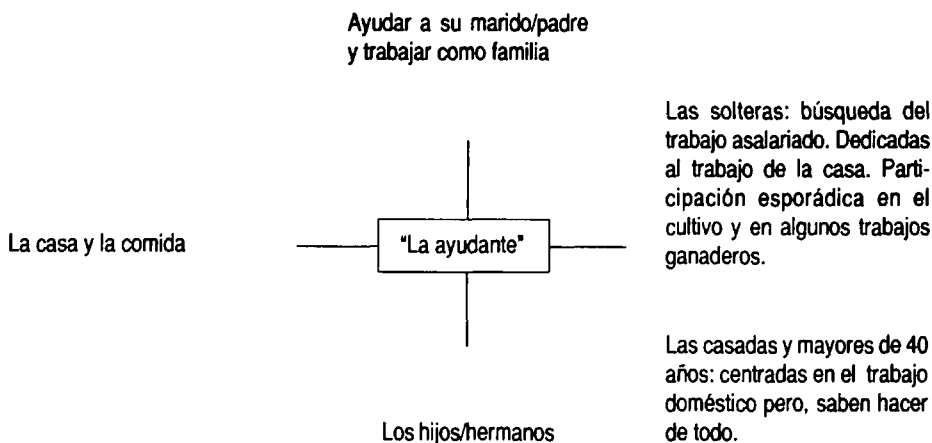 Ayudar a su marido/padre
y trabajar como familia
Las solteras: búsqueda del
trabajo asalariado. Dedicadas
al trabajo de la casa. Parti-
cipación esporádica en el
cultivo y en algunos trabajos
ganaderos.
La casa y la comida
"La ayudante"
Las casadas y mayores de 40
años: centradas en el trabajo
doméstico pero, saben hacer
de todo.
Los hijos/hermanos